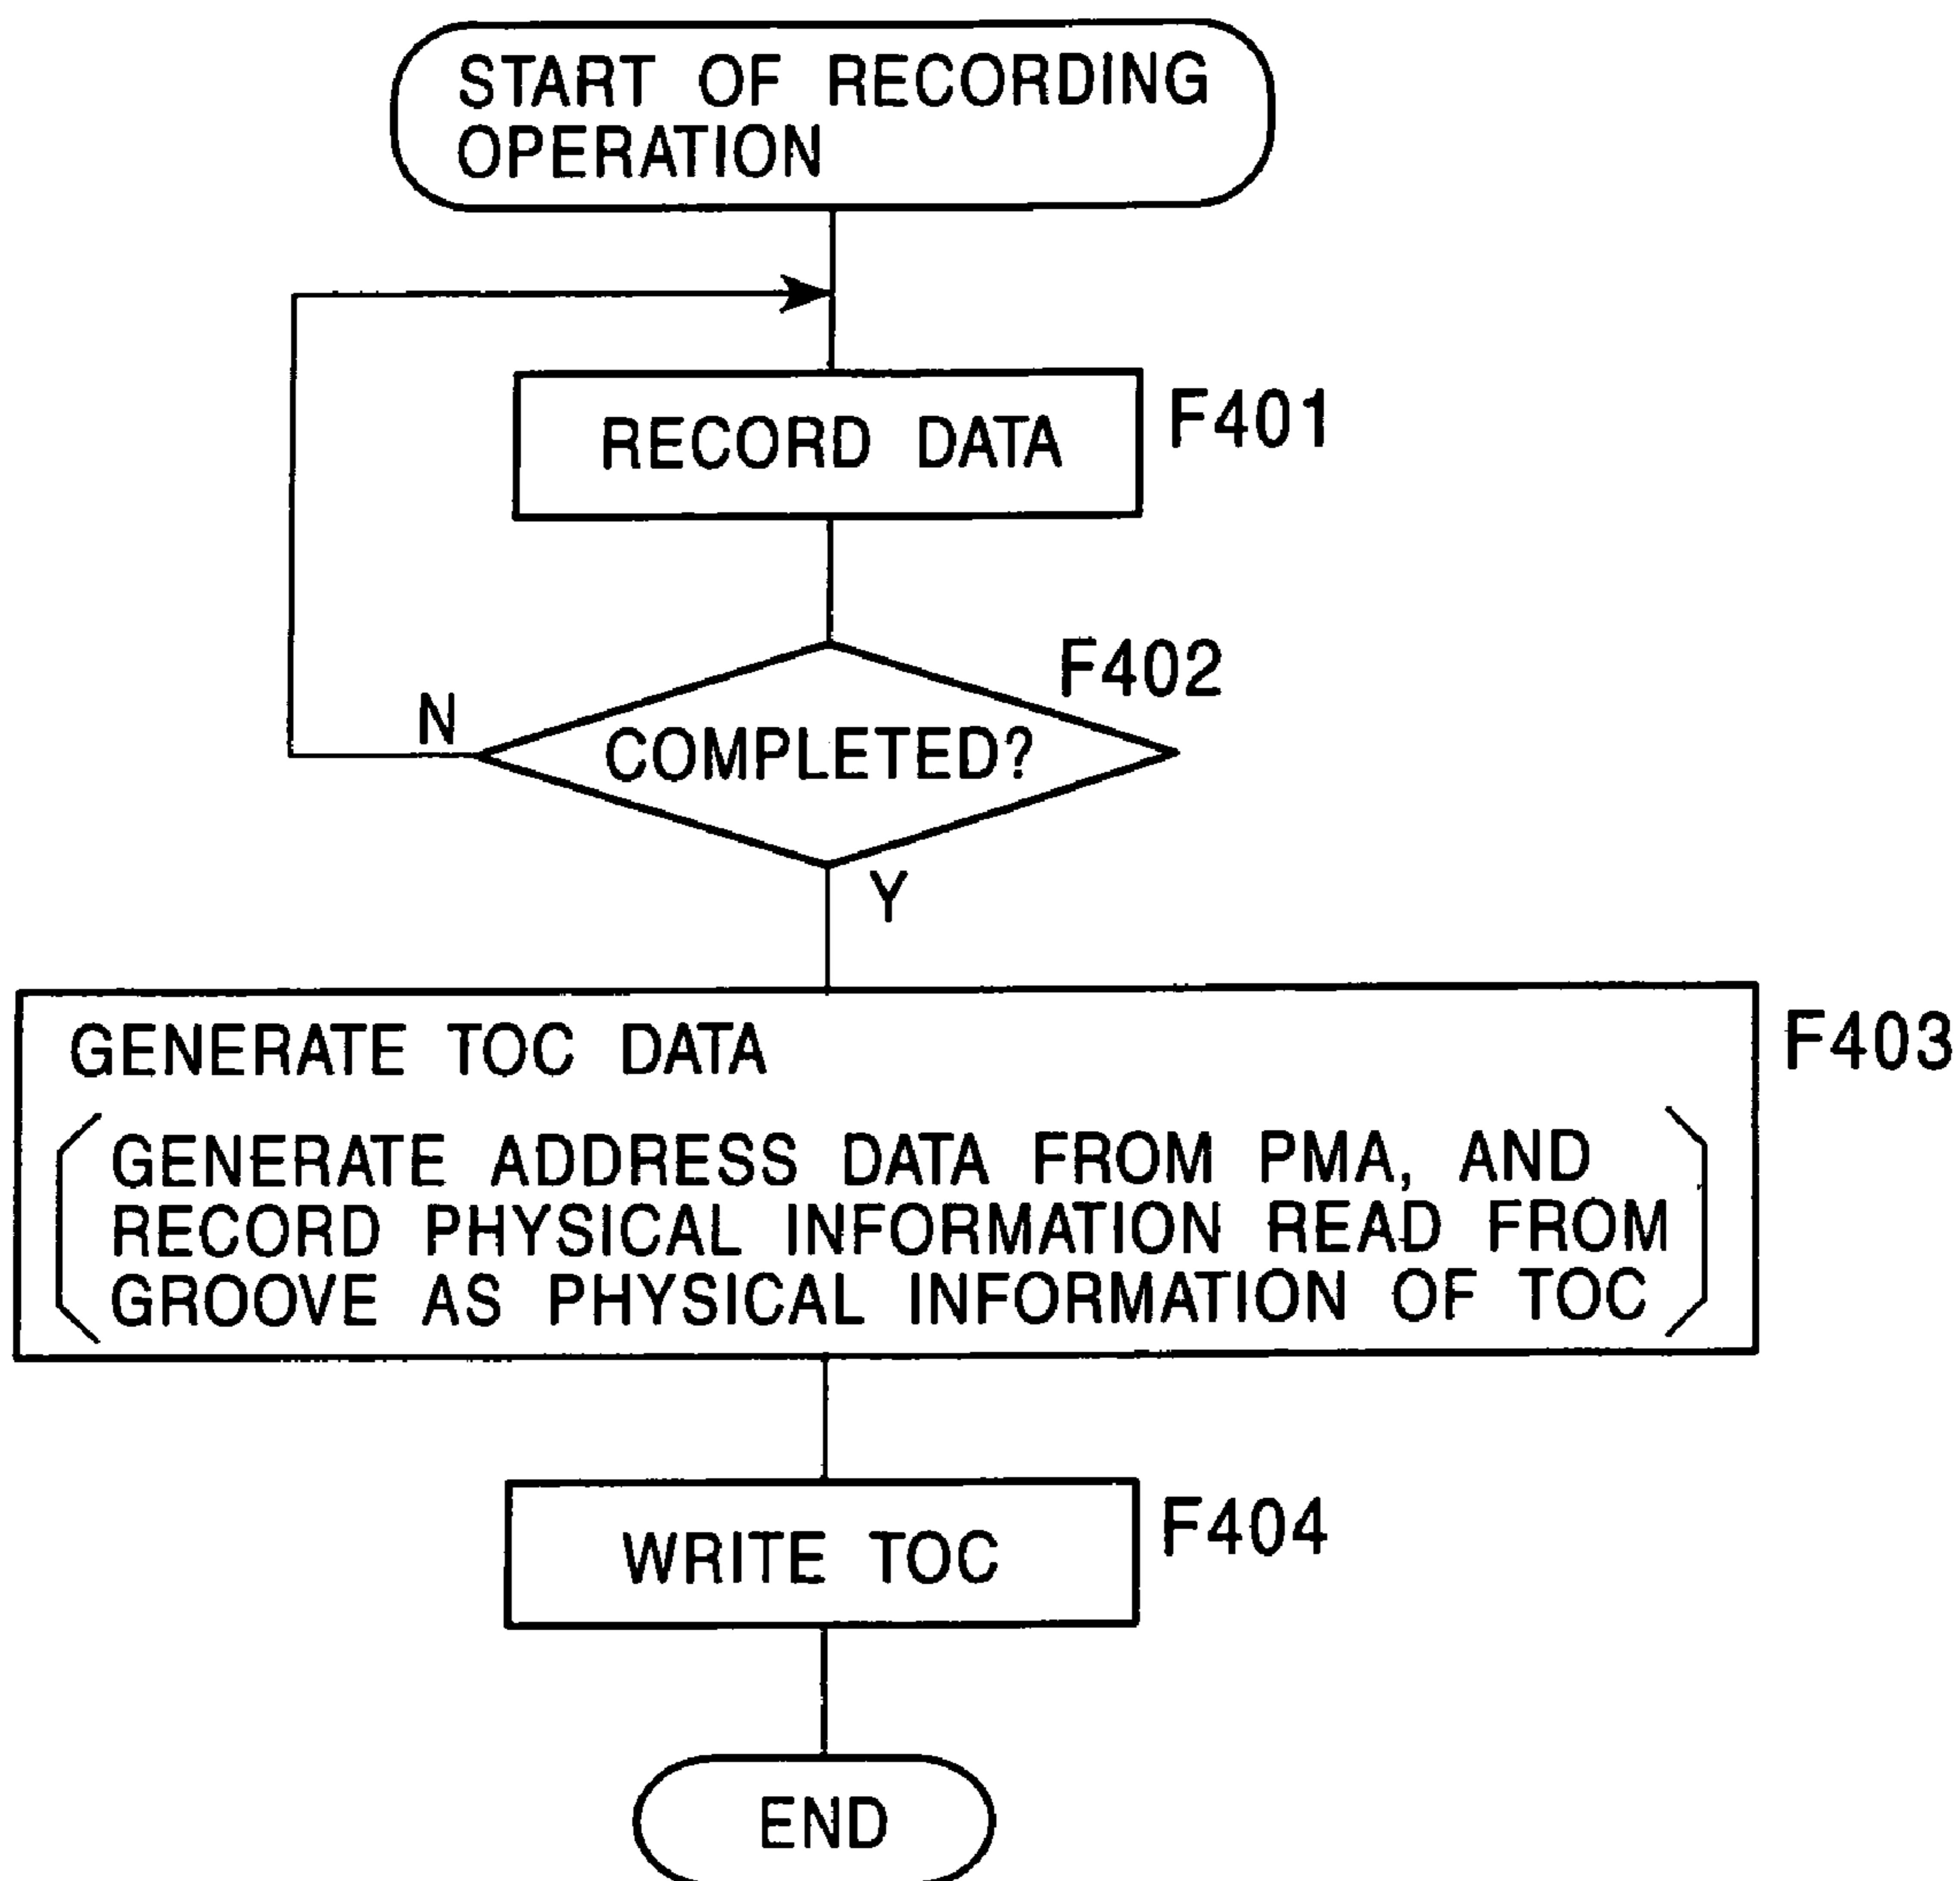 START OF RECORDING
OPERATION
RECORD DATA
F401
F402
N
COMPLETED?
Y
GENERATE TOC DATA
F403
GENERATE ADDRESS DATA FROM PMA, AND
RECORD PHYSICAL INFORMATION READ FROM
GROOVE AS PHYSICAL INFORMATION OF TOC
WRITE TOC
F404
END